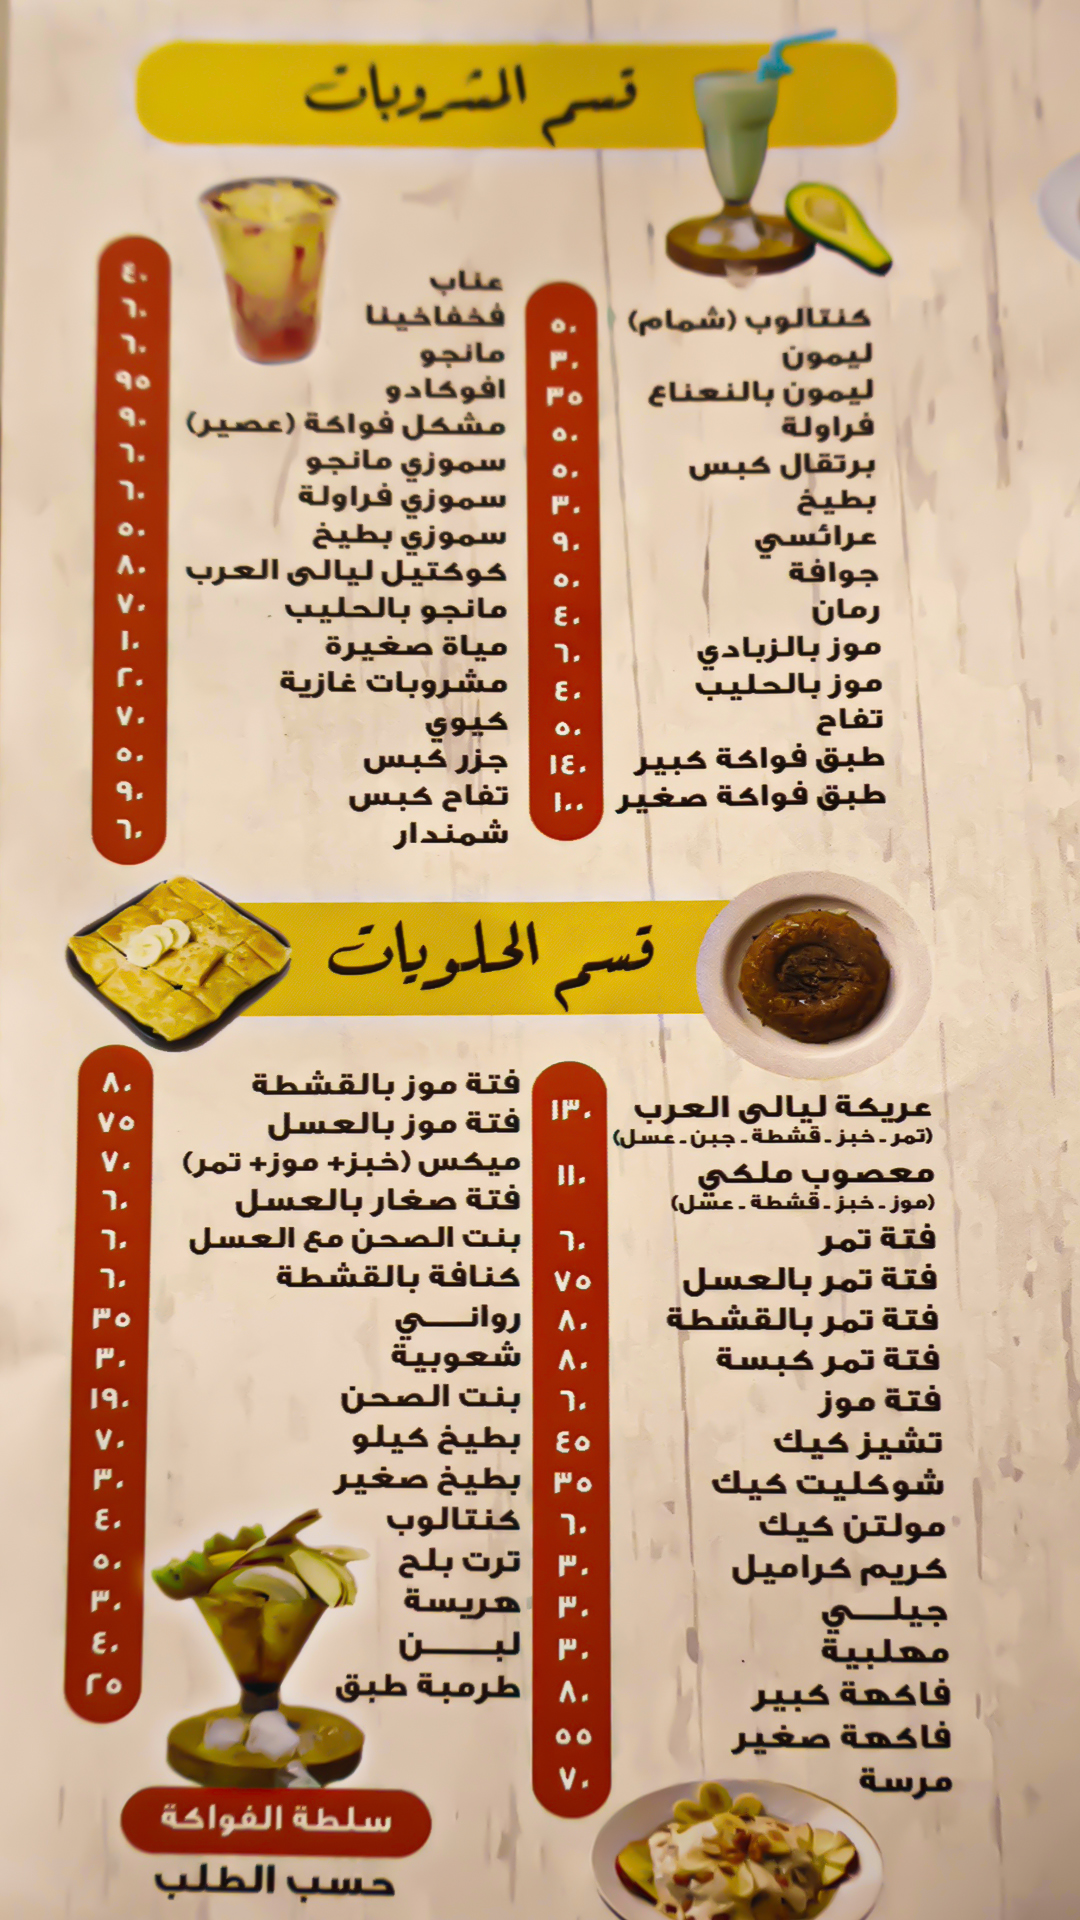 قسم المشروبات
كنتالوب (شمام) ٥٠
ليمون ٣٠
ليمون بالنعناع ٣٥
فراولة ٥٠
برتقال كبس ٥٠
بطيخ ٣٠
عرائسي ٩٠
جوافة ٥٠
رمان ٤٠
موز بالزبادي ٦٠
موز بالحليب ٤٠
تفاح ٥٠
طبق فواكة كبير ١٤٠
طبق فواكة صغير ١٠٠
عناب ٤٠
فخفاخينا ٦٠
مانجو ٦٠
افوكادو ٩٥
مشكل فواكة (عصير) ٩٠
سموزي مانجو ٦٠
سموزي فراولة ٦٠
سموزي بطيخ ٥٠
كوكتيل ليالى العرب ٨٠
مانجو بالحليب ٧٠
مياة صغيرة ١٠
مشروبات غازية ٢٠
كيوي ٧٠
جزر كبس ٥٠
تفاح كبس ٩٠
شمندار ٦٠
قسم الحلويات
عريكة ليالى العرب ١٣٠
(تمر - خبز - قشطة - جبن - عسل)
معصوب ملكي ١١٠
(موز - خبز - قشطة - عسل)
فتة تمر ٦٠
فتة تمر بالعسل ٧٥
فتة تمر بالقشطة ٨٠
فتة تمر كبسة ٨٠
فتة موز ٦٠
تشيز كيك ٤٥
شوكليت كيك ٣٥
مولتن كيك ٦٠
كريم كراميل ٣٠
جيلـــي ٣٠
مهلبية ٣٠
فاكهة كبير ٨٠
فاكهة صغير ٥٥
مرسة ٧٠
فتة موز بالقشطة ٨٠
فتة موز بالعسل ٧٥
ميكس (خبز+ موز+ تمر) ٧٠
فتة صغار بالعسل ٦٠
بنت الصحن مع العسل ٦٠
كنافة بالقشطة ٦٠
روانـــي ٣٥
شعوبية ٣٠
بنت الصحن ١٩٠
بطيخ كيلو ٧٠
بطيخ صغير ٣٠
كنتالوب ٤٠
ترت بلح ٥٠
هريسة ٣٠
لبـــــن ٤٠
طرمبة طبق ٢٥
سلطة الفواكة
حسب الطلب